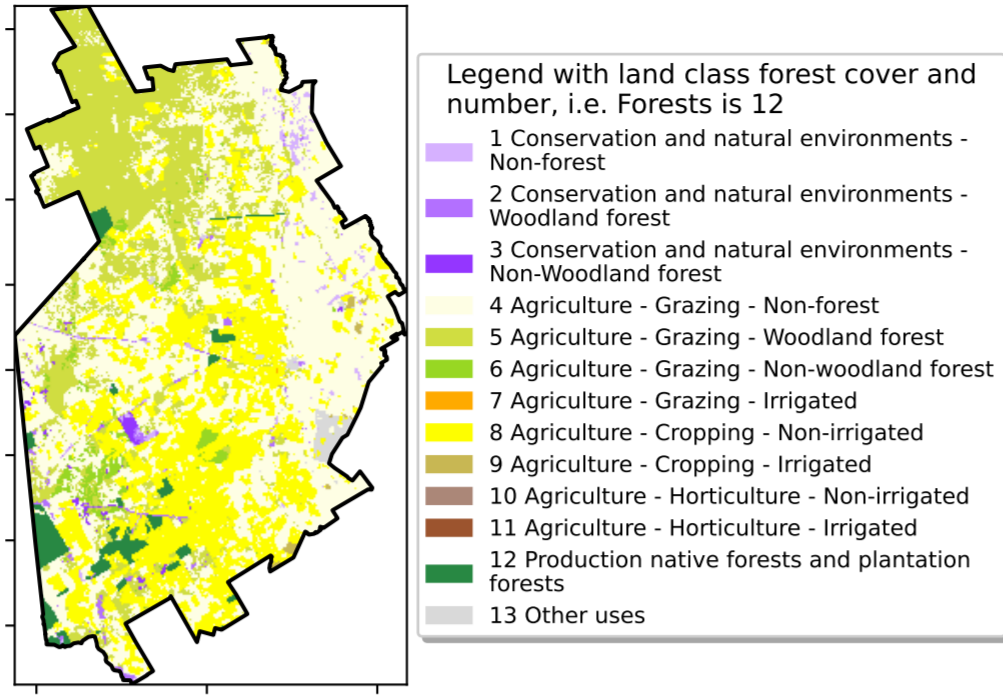 Legend with land class forest cover and
number, i.e. Forests is 12
1 Conservation and natural environments -
Non-forest
2 Conservation and natural environments -
Woodland forest
3 Conservation and natural environments -
Non-Woodland forest
4 Agriculture - Grazing - Non-forest
5 Agriculture - Grazing - Woodland forest
6 Agriculture - Grazing - Non-woodland forest
7 Agriculture - Grazing - Irrigated
8 Agriculture - Cropping - Non-irrigated
9 Agriculture - Cropping - Irrigated
10 Agriculture - Horticulture - Non-irrigated
11 Agriculture - Horticulture - Irrigated
12 Production native forests and plantation
forests
13 Other uses